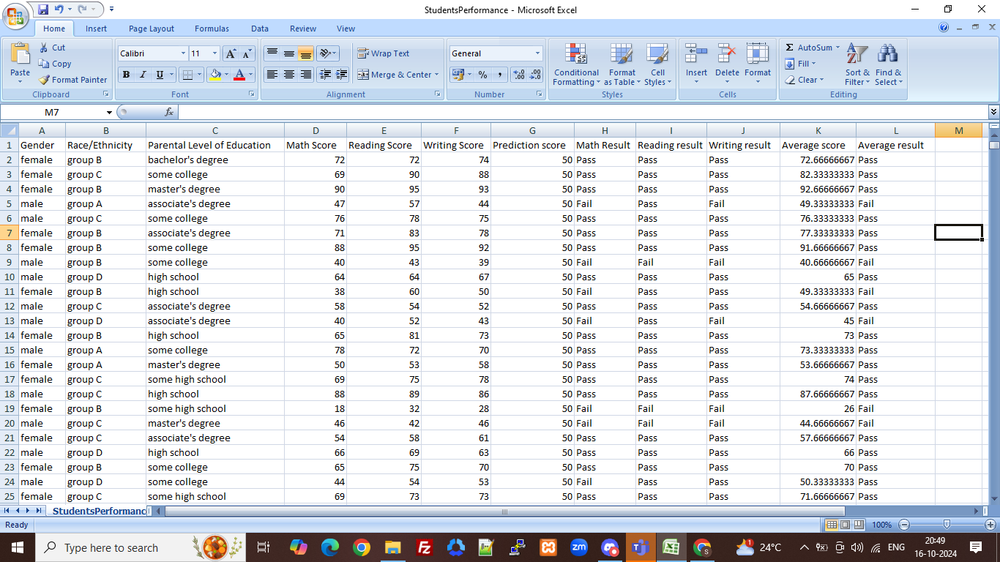 StudentsPerformance - Microsoft Excel
Home Insert Page Layout Formulas Data Review View
Paste Cut Copy Format Painter Clipboard
Calibri 11 B I U Font
Wrap Text Merge & Center Alignment
General % , Number
Conditional Formatting Format as Table Cell Styles Styles
Insert Delete Format Cells
Σ AutoSum Fill Clear Sort & Filter Find & Select Editing
M7 fx
A B C D E F G H I J K L M
1 Gender Race/Ethnicity Parental Level of Education Math Score Reading Score Writing Score Prediction score Math Result Reading result Writing result Average score Average result
2 female group B bachelor's degree 72 72 74 50 Pass Pass Pass 72.66666667 Pass
3 female group C some college 69 90 88 50 Pass Pass Pass 82.33333333 Pass
4 female group B master's degree 90 95 93 50 Pass Pass Pass 92.66666667 Pass
5 male group A associate's degree 47 57 44 50 Fail Pass Fail 49.33333333 Fail
6 male group C some college 76 78 75 50 Pass Pass Pass 76.33333333 Pass
7 female group B associate's degree 71 83 78 50 Pass Pass Pass 77.33333333 Pass
8 female group B some college 88 95 92 50 Pass Pass Pass 91.66666667 Pass
9 male group B some college 40 43 39 50 Fail Fail Fail 40.66666667 Fail
10 male group D high school 64 64 67 50 Pass Pass Pass 65 Pass
11 female group B high school 38 60 50 50 Fail Pass Pass 49.33333333 Fail
12 male group C associate's degree 58 54 52 50 Pass Pass Pass 54.66666667 Pass
13 male group D associate's degree 40 52 43 50 Fail Pass Fail 45 Fail
14 female group B high school 65 81 73 50 Pass Pass Pass 73 Pass
15 male group A some college 78 72 70 50 Pass Pass Pass 73.33333333 Pass
16 female group A master's degree 50 53 58 50 Pass Pass Pass 53.66666667 Pass
17 female group C some high school 69 75 78 50 Pass Pass Pass 74 Pass
18 male group C high school 88 89 86 50 Pass Pass Pass 87.66666667 Pass
19 female group B some high school 18 32 28 50 Fail Fail Fail 26 Fail
20 male group C master's degree 46 42 46 50 Fail Fail Fail 44.66666667 Fail
21 female group C associate's degree 54 58 61 50 Pass Pass Pass 57.66666667 Pass
22 male group D high school 66 69 63 50 Pass Pass Pass 66 Pass
23 female group B some college 65 75 70 50 Pass Pass Pass 70 Pass
24 male group D some college 44 54 53 50 Fail Pass Pass 50.33333333 Pass
25 female group C some high school 69 73 73 50 Pass Pass Pass 71.66666667 Pass
StudentsPerformanc
Ready 100%
Type here to search zm 1 24°C ENG 20:49
16-10-2024